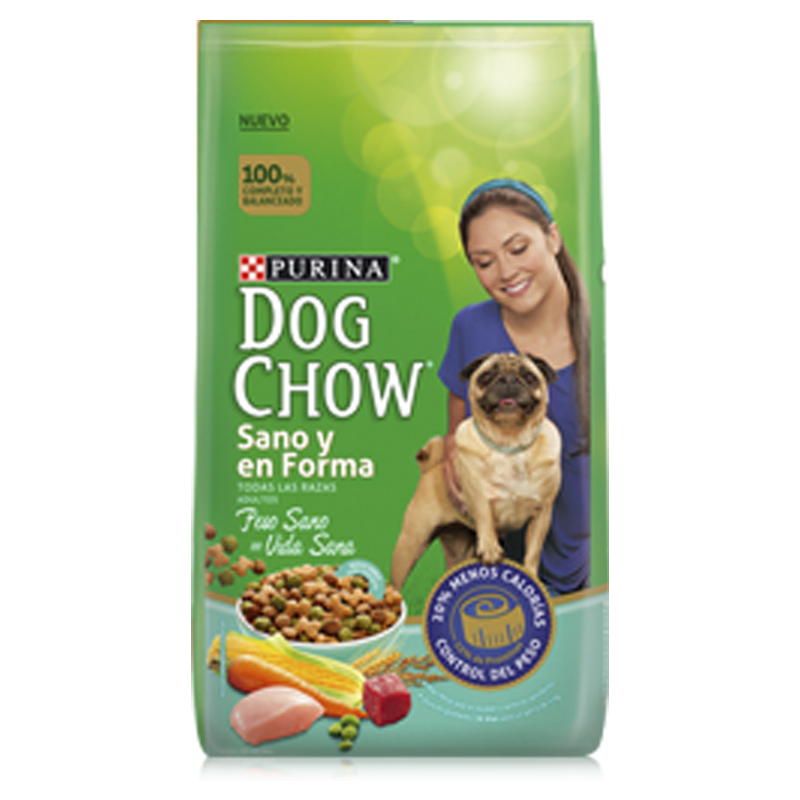 NUEVO
100%
COMPLETO Y
BALANCEADO
PURINA®
DOG
CHOW®
Sano y
en Forma
TODAS LAS RAZAS
ADULTOS
Peso Sano
= Vida Sana
20% MENOS CALORÍAS
CONTROL DEL PESO